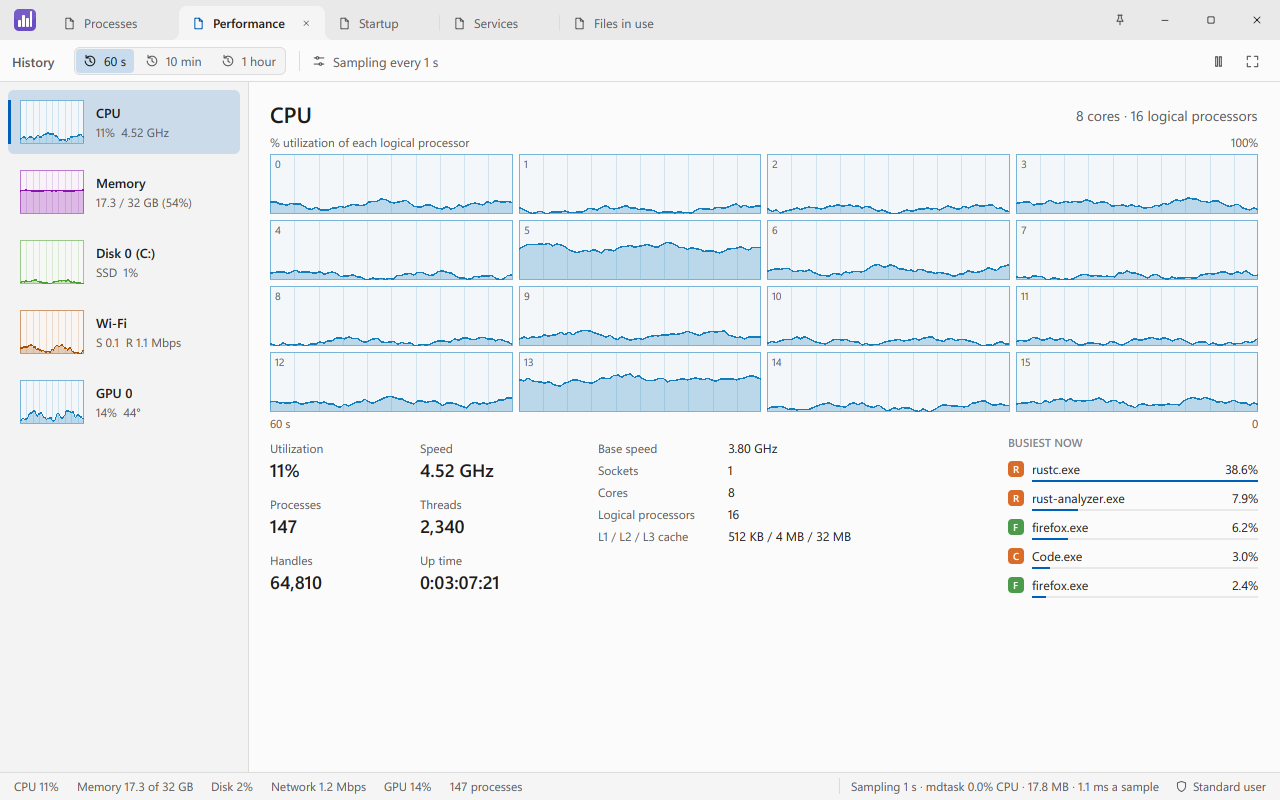 Processes
Performance
Startup
Services
Files in use
History
60 s
10 min
1 hour
Sampling every 1 s
CPU
11% 4.52 GHz
Memory
17.3 / 32 GB (54%)
Disk 0 (C:)
SSD 1%
Wi-Fi
S 0.1 R 1.1 Mbps
GPU 0
14% 44°
CPU
8 cores · 16 logical processors
% utilization of each logical processor
100%
0
1
2
3
4
5
6
7
8
9
10
11
12
13
14
15
60 s
0
Utilization
11%
Speed
4.52 GHz
Processes
147
Threads
2,340
Handles
64,810
Up time
0:03:07:21
Base speed 3.80 GHz
Sockets 1
Cores 8
Logical processors 16
L1 / L2 / L3 cache 512 KB / 4 MB / 32 MB
BUSIEST NOW
R rustc.exe 38.6%
R rust-analyzer.exe 7.9%
F firefox.exe 6.2%
C Code.exe 3.0%
F firefox.exe 2.4%
CPU 11%
Memory 17.3 of 32 GB
Disk 2%
Network 1.2 Mbps
GPU 14%
147 processes
Sampling 1 s · mdtask 0.0% CPU · 17.8 MB · 1.1 ms a sample
Standard user